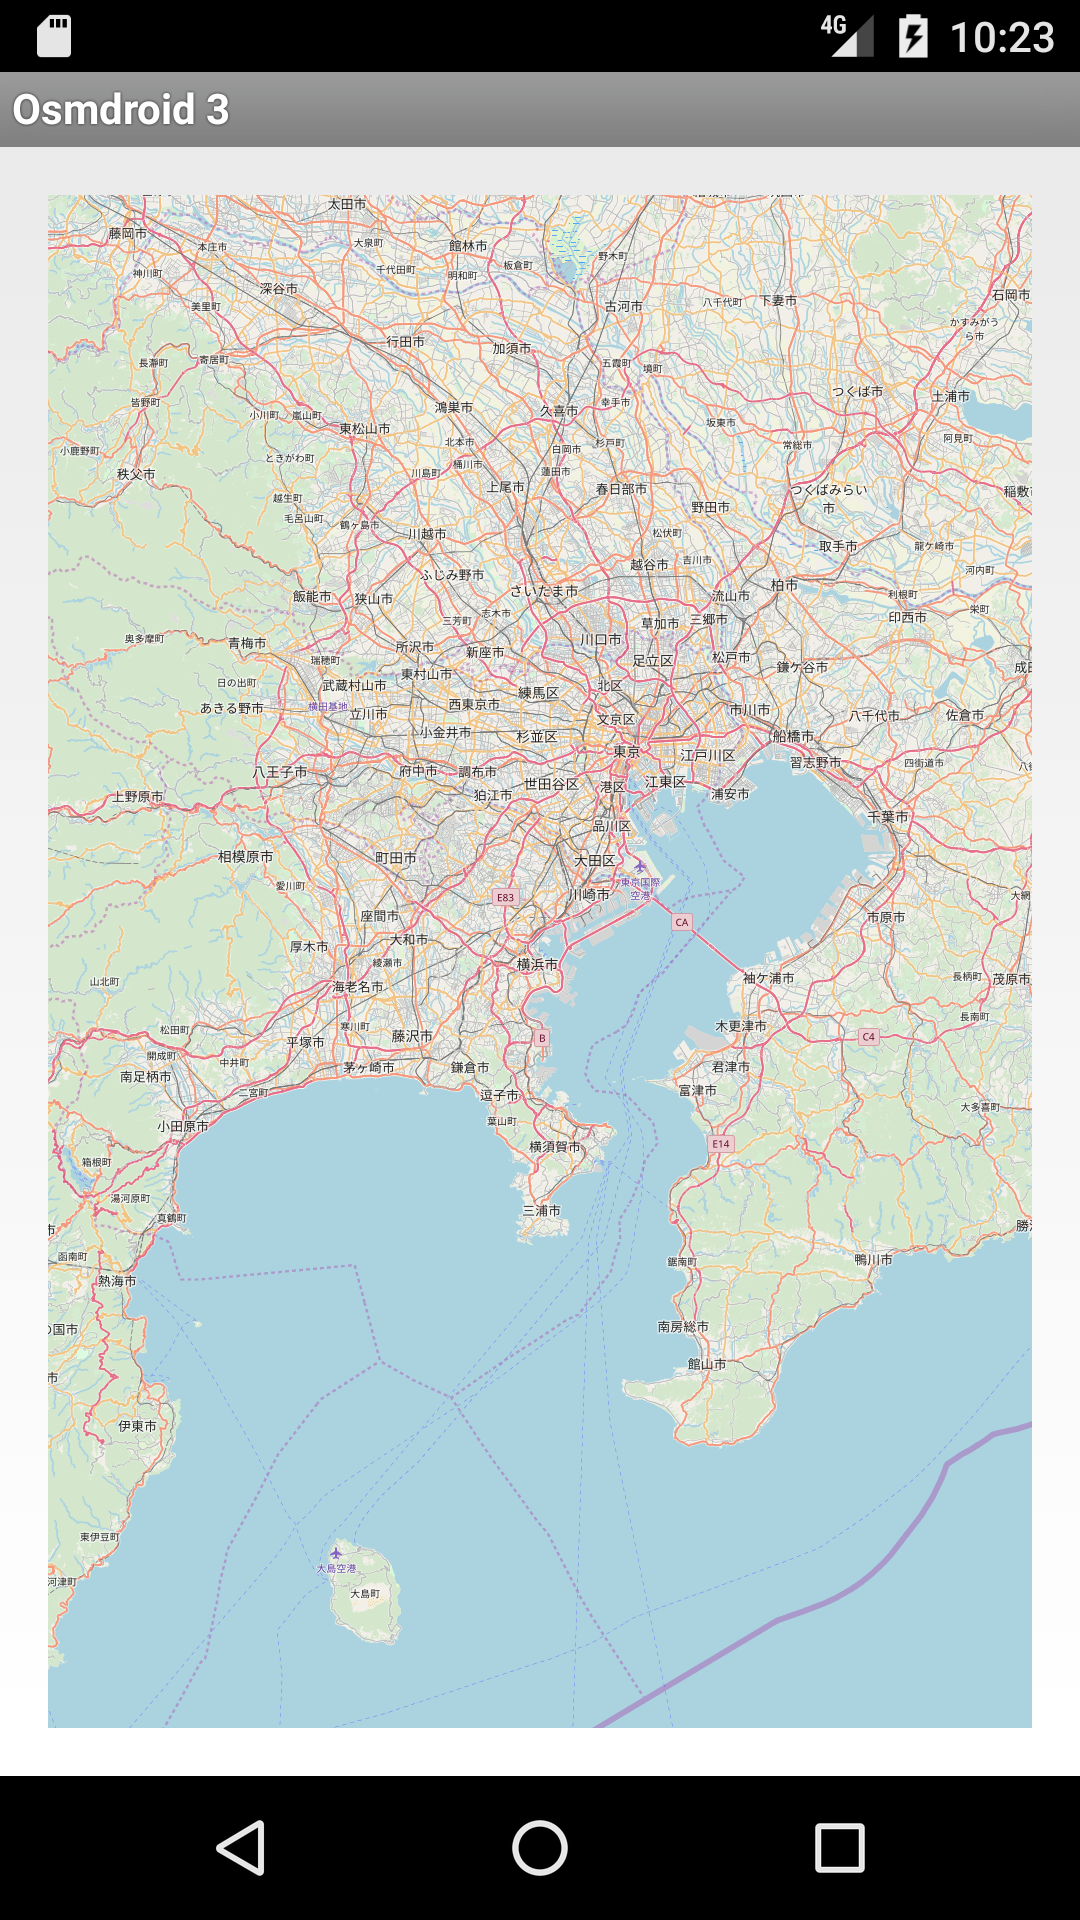 4G
10:23
Osmdroid 3
太田市
藤岡市
本庄市
大泉町
館林市
野木町
千代田町
明和町
板倉町
神川町
深谷市
美里町
古河市
八千代町
下妻市
石岡市
かすみがう
ら市
行田市
加須市
長瀞町
寄居町
五霞町
境町
つくば市
土浦市
皆野町
小川町
嵐山町
鴻巣市
久喜市
幸手市
坂東市
東松山市
北本市
白岡市
杉戸町
常総市
阿見町
小鹿野町
ときがわ町
桶川市
秩父市
川島町
蓮田市
上尾市
春日部市
つくばみらい
市
稲敷市
越生町
野田市
毛呂山町
鶴ヶ島市
川越市
松伏町
取手市
龍ケ崎市
ふじみ野市
越谷市
吉川市
河内町
さいたま市
柏市
飯能市
狭山市
流山市
利根町
栄町
志木市
三芳町
草加市
三郷市
印西市
奥多摩町
青梅市
所沢市
新座市
川口市
瑞穂町
東村山市
足立区
松戸市
鎌ケ谷市
成田
日の出町
武蔵村山市
練馬区
北区
あきる野市
横田基地
立川市
西東京市
文京区
市川市
八千代市
佐倉市
小金井市
杉並区
船橋市
東京
江戸川区
習志野市
四街道市
八街
八王子市
府中市
調布市
世田谷区
港区
江東区
浦安市
上野原市
狛江市
品川区
千葉市
相模原市
町田市
大田区
愛川町
東京国際
空港
川崎市
E83
大網
座間市
CA
市原市
厚木市
大和市
綾瀬市
横浜市
山北町
海老名市
袖ケ浦市
長柄町
茂原市
松田町
寒川町
藤沢市
B
木更津市
C4
長南町
開成町
中井町
平塚市
南足柄市
茅ヶ崎市
鎌倉市
君津市
二宮町
逗子市
富津市
小田原市
葉山町
大多喜町
横須賀市
E14
箱根町
湯河原町
真鶴町
三浦市
市
勝浦
函南町
鋸南町
鴨川市
熱海市
の国市
南房総市
館山市
市
伊東市
東伊豆町
大島空港
河津町
大島町